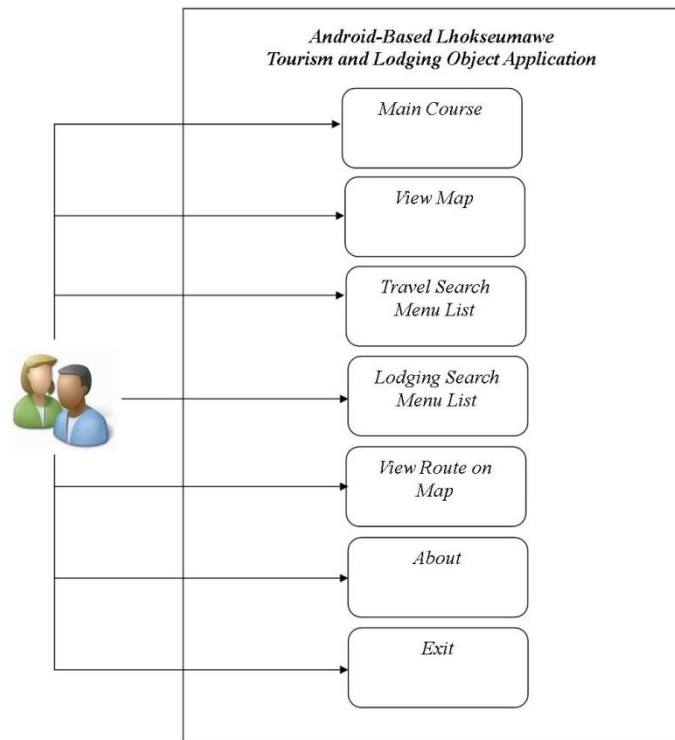 Android-Based Lhokseumawe
Tourism and Lodging Object Application
Main Course
View Map
Travel Search
Menu List
Lodging Search
Menu List
View Route on
Map
About
Exit